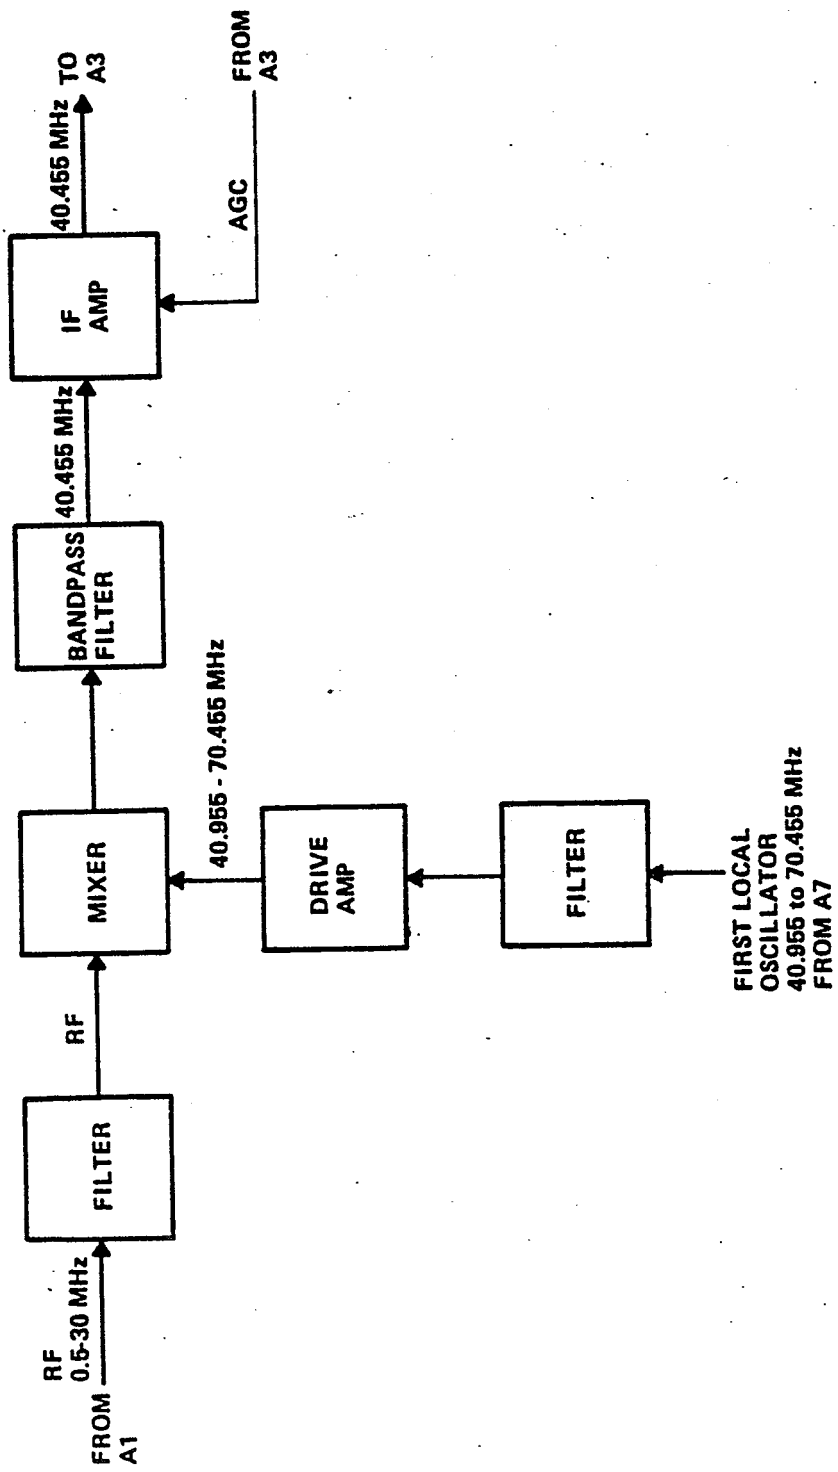 RF
0.5-30 MHz
FROM
A1
FILTER
RF
MIXER
BANDPASS
FILTER
40.455 MHz
IF
AMP
40.455 MHz
TO
A3
AGC
FROM
A3
40.955 - 70.455 MHz
DRIVE
AMP
FILTER
FIRST LOCAL
OSCILLATOR
40.955 to 70.455 MHz
FROM A7